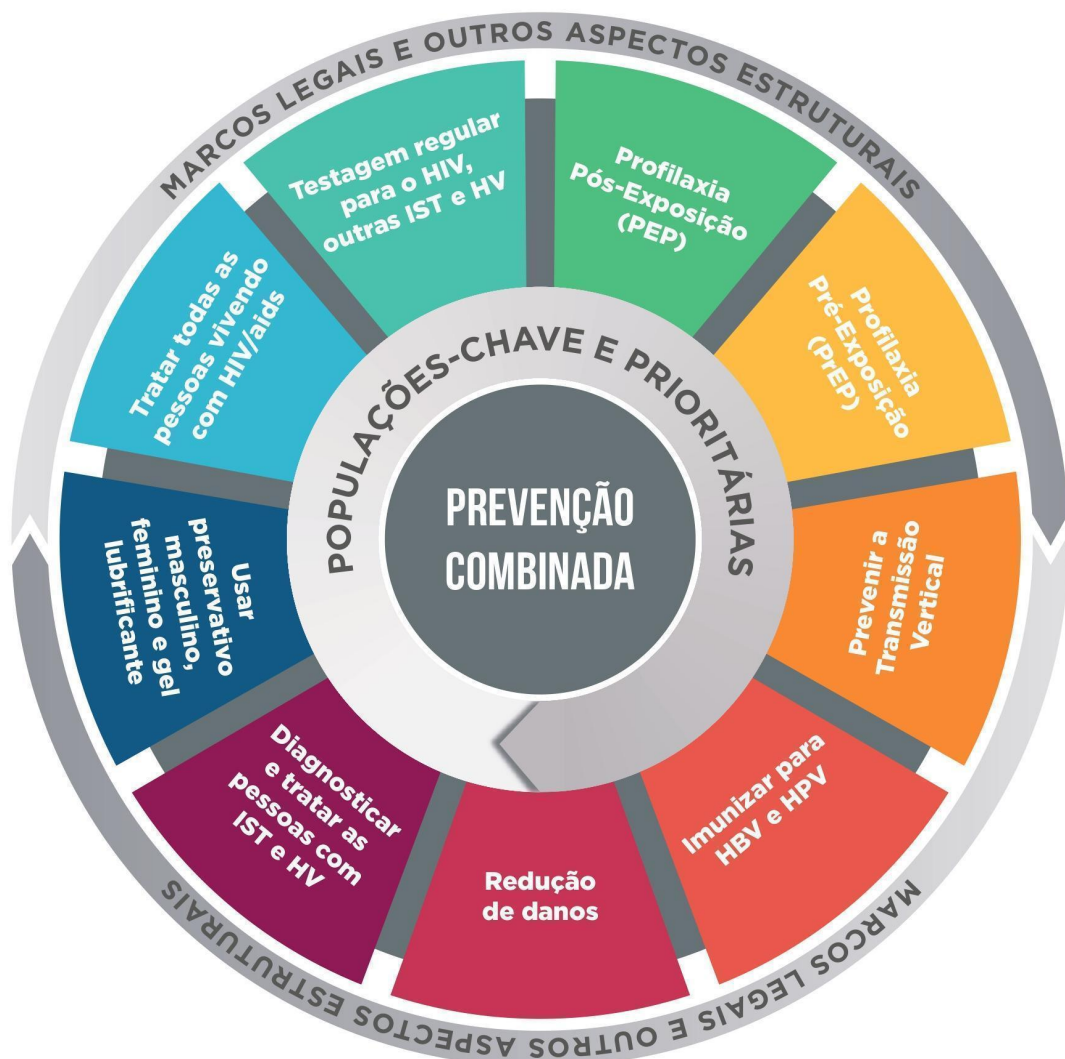 MARCOS LEGAIS E OUTROS ASPECTOS ESTRUTURAIS
Testagem regular
para o HIV,
outras IST e HV
Profilaxia
Pós-Exposição
(PEP)
Profilaxia
Pré-Exposição
(PrEP)
Prevenir a
Transmissão
Vertical
Imunizar para
HBV e HPV
Redução
de danos
Diagnosticar
e tratar as
pessoas com
IST e HV
Usar
preservativo
masculino,
feminino e gel
lubrificante
Tratar todas as
pessoas vivendo
com HIV/aids
POPULAÇÕES-CHAVE E PRIORITÁRIAS
PREVENÇÃO
COMBINADA
MARCOS LEGAIS E OUTROS ASPECTOS ESTRUTURAIS